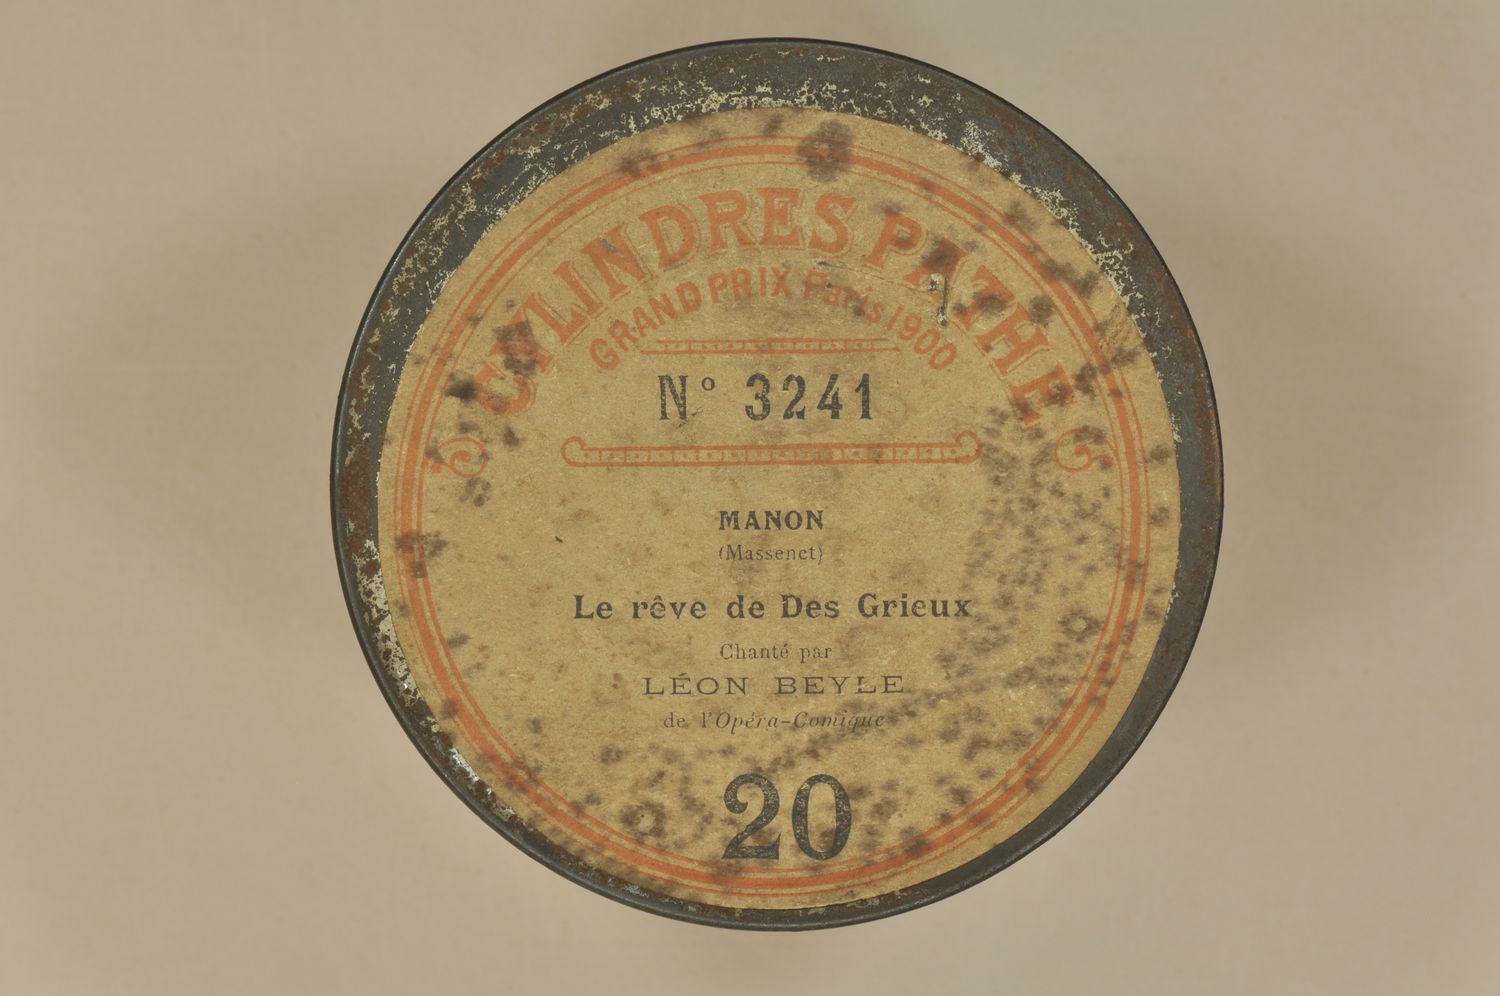 CYLINDRES PATHÉ
GRAND PRIX Paris 1900
Nº 3241
MANON
(Massenet)
Le rêve de Des Grieux
Chanté par
LÉON BEYLE
de l'Opéra-Comique
20